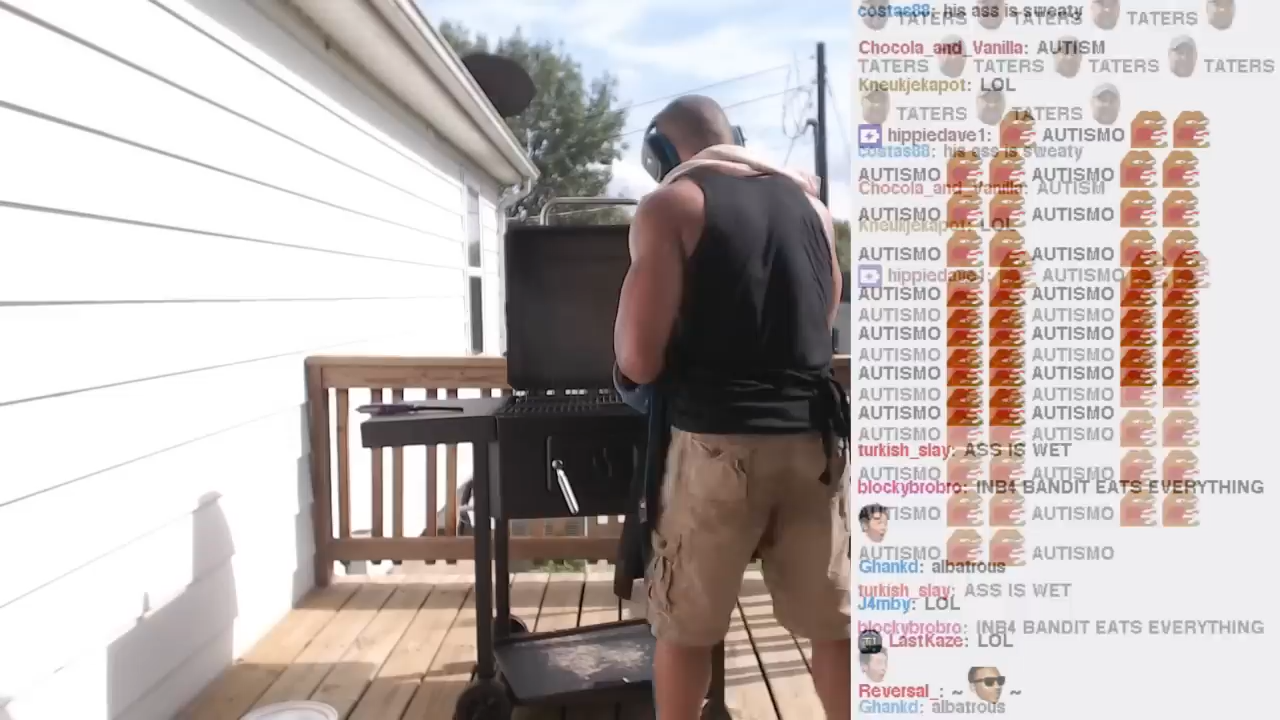 costas88: his ass is sweaty
TATERS TATERS TATERS
Chocola_and_Vanilla: AUTISM
TATERS TATERS TATERS TATERS
Kneukjekapot: LOL
TATERS TATERS
hippiedave1: AUTISMO
costas88: his ass is sweaty
AUTISMO AUTISMO
Chocola_and_Vanilla: AUTISM
AUTISMO AUTISMO
Kneukjekapot: LOL
AUTISMO AUTISMO
hippiedave1: AUTISMO
AUTISMO AUTISMO
AUTISMO AUTISMO
AUTISMO AUTISMO
AUTISMO AUTISMO
AUTISMO AUTISMO
AUTISMO AUTISMO
AUTISMO AUTISMO
AUTISMO AUTISMO
turkish_slay: ASS IS WET
AUTISMO AUTISMO
blockybrobro: INB4 BANDIT EATS EVERYTHING
AUTISMO AUTISMO
AUTISMO AUTISMO
Ghankd: albatrous
turkish_slay: ASS IS WET
J4mby: LOL
blockybrobro: INB4 BANDIT EATS EVERYTHING
LastKaze: LOL
Reversal_: ~ ~
Ghankd: albatrous